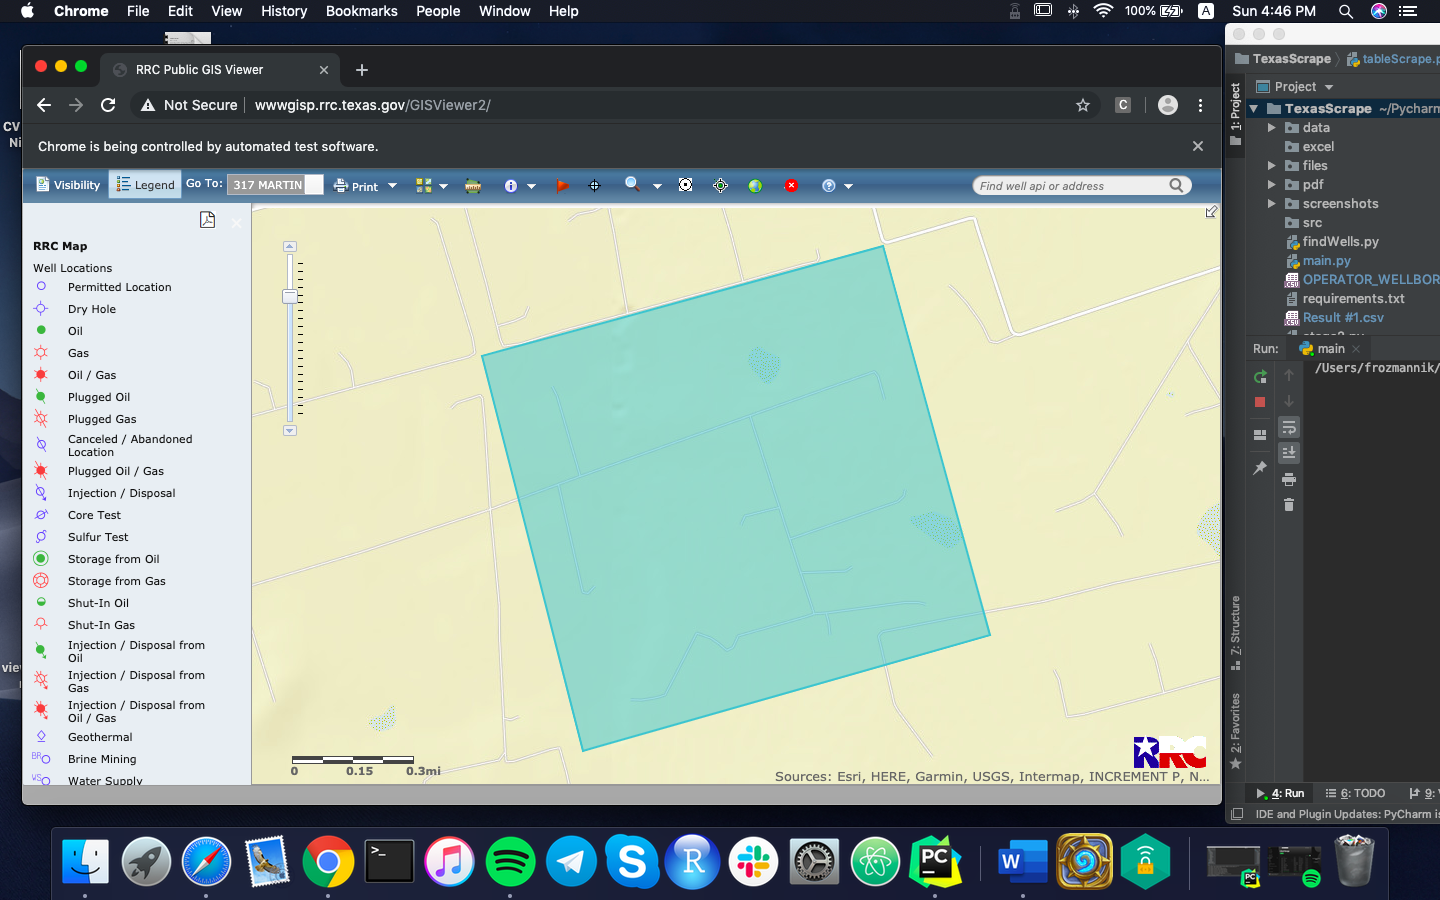 Chrome File Edit View History Bookmarks People Window Help
100% A Sun 4:46 PM
RRC Public GIS Viewer
Not Secure wwwgisp.rrc.texas.gov/GISViewer2/
C
Chrome is being controlled by automated test software.
Visibility Legend Go To: 317 MARTIN Print Find well api or address
RRC Map
Well Locations
Permitted Location
Dry Hole
Oil
Gas
Oil / Gas
Plugged Oil
Plugged Gas
Canceled / Abandoned
Location
Plugged Oil / Gas
Injection / Disposal
Core Test
Sulfur Test
Storage from Oil
Storage from Gas
Shut-In Oil
Shut-In Gas
Injection / Disposal from
Oil
Injection / Disposal from
Gas
Injection / Disposal from
Oil / Gas
Geothermal
BR Brine Mining
WS Water Supply
0 0.15 0.3mi
RRC
Sources: Esri, HERE, Garmin, USGS, Intermap, INCREMENT P, N...
CV
Ni
view
TexasScrape tableScrape.p
1: Project
Project
TexasScrape ~/Pycharm
data
excel
files
pdf
screenshots
src
findWells.py
main.py
OPERATOR_WELLBOR
requirements.txt
Result #1.csv
Run: main
/Users/frozmannik/
7: Structure
2: Favorites
4: Run 6: TODO 9:
IDE and Plugin Updates: PyCharm is
>_
S
R
PC
W
PC